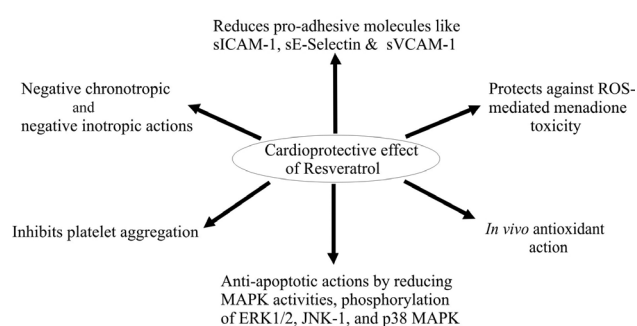 Reduces pro-adhesive molecules like
sICAM-1, sE-Selectin & sVCAM-1
Negative chronotropic
and
negative inotropic actions
Protects against ROS-
mediated menadione
toxicity
Cardioprotective effect
of Resveratrol
Inhibits platelet aggregation
In vivo antioxidant
action
Anti-apoptotic actions by reducing
MAPK activities, phosphorylation
of ERK1/2, JNK-1, and p38 MAPK